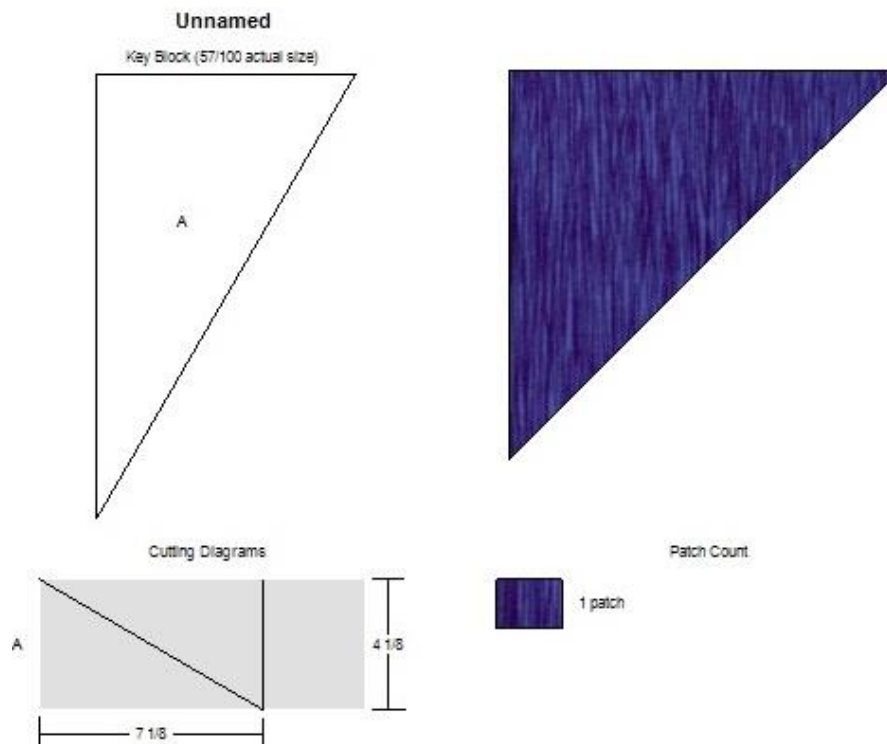 Unnamed
Key Block (57/100 actual size)
A
Cutting Diagrams
Patch Count
A
4 1/8
7 1/8
1 patch